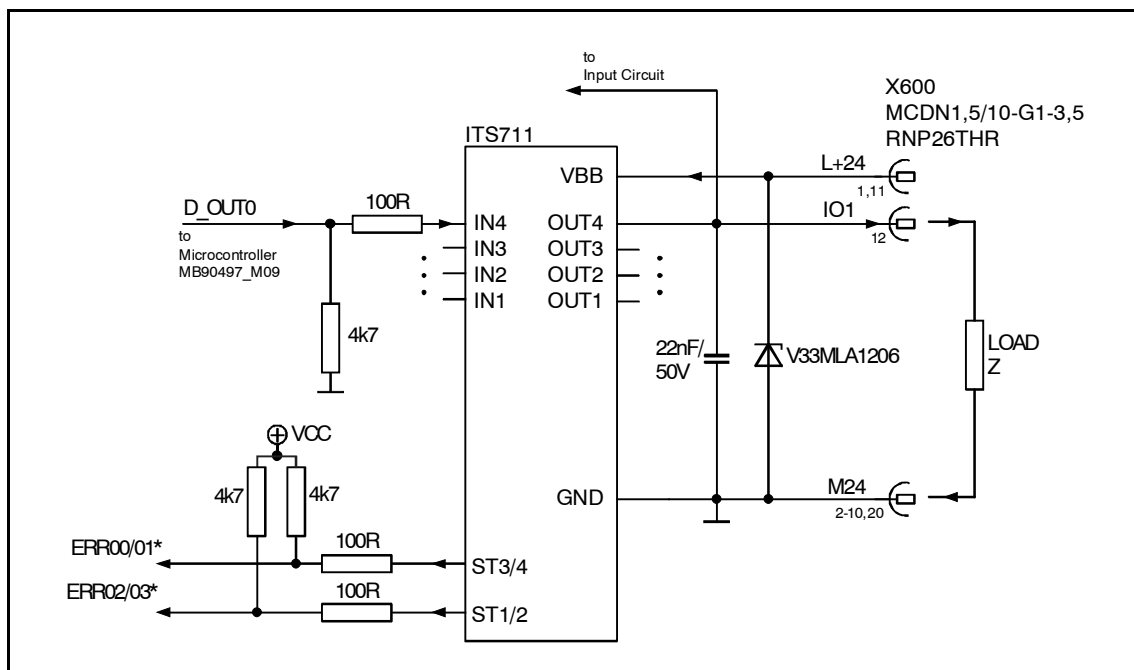 to
Input Circuit
X600
MCDN1,5/10-G1-3,5
RNP26THR
ITS711
VBB
L+24
1,11
D_OUT0
100R
IN4
OUT4
IO1
12
to
Microcontroller
MB90497_M09
IN3
OUT3
IN2
OUT2
IN1
OUT1
4k7
22nF/
50V
V33MLA1206
LOAD
Z
VCC
4k7
4k7
GND
M24
2-10,20
ERR00/01*
100R
ST3/4
ERR02/03*
100R
ST1/2